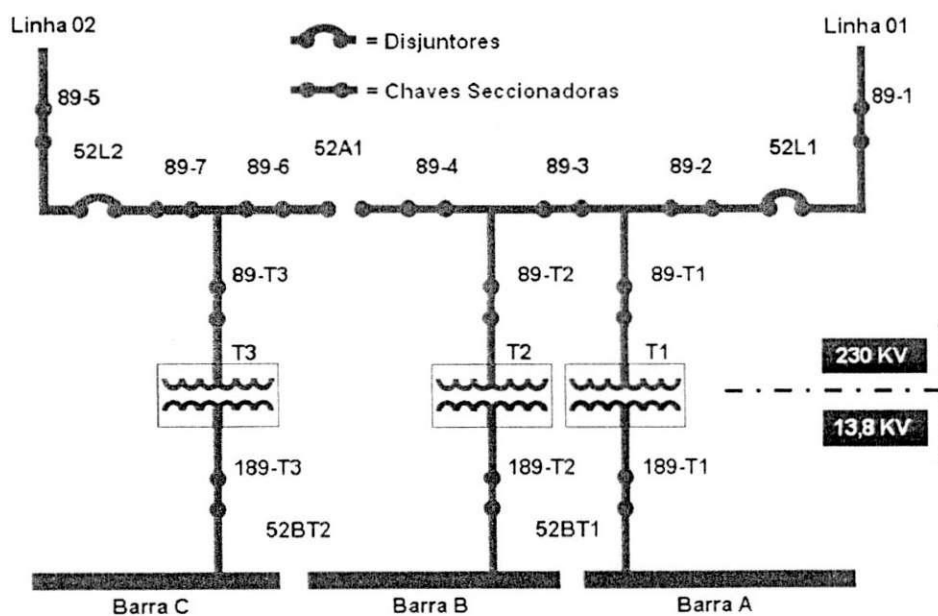 Linha 02
Linha 01
= Disjuntores
= Chaves Seccionadoras
89-5
89-1
52L2
89-7
89-6
52A1
89-4
89-3
89-2
52L1
89-T3
89-T2
89-T1
T3
T2
T1
230 KV
13,8 KV
189-T3
189-T2
189-T1
52BT2
52BT1
Barra C
Barra B
Barra A